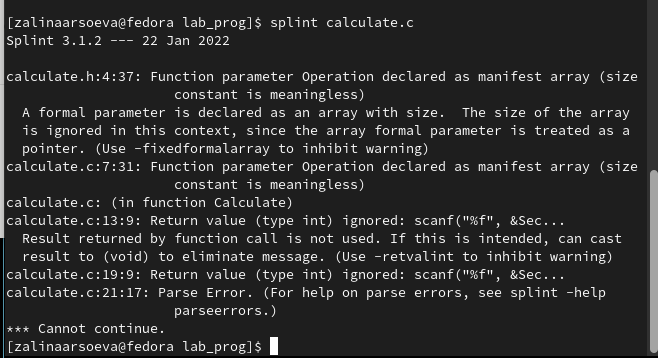 [zalinaarsoeva@fedora lab_prog]$ splint calculate.c
Splint 3.1.2 --- 22 Jan 2022
calculate.h:4:37: Function parameter Operation declared as manifest array (size
constant is meaningless)
A formal parameter is declared as an array with size.  The size of the array
is ignored in this context, since the array formal parameter is treated as a
pointer. (Use -fixedformalarray to inhibit warning)
calculate.c:7:31: Function parameter Operation declared as manifest array (size
constant is meaningless)
calculate.c: (in function Calculate)
calculate.c:13:9: Return value (type int) ignored: scanf("%f", &Sec...
Result returned by function call is not used. If this is intended, can cast
result to (void) to eliminate message. (Use -retvalint to inhibit warning)
calculate.c:19:9: Return value (type int) ignored: scanf("%f", &Sec...
calculate.c:21:17: Parse Error. (For help on parse errors, see splint -help
parseerrors.)
*** Cannot continue.
[zalinaarsoeva@fedora lab_prog]$